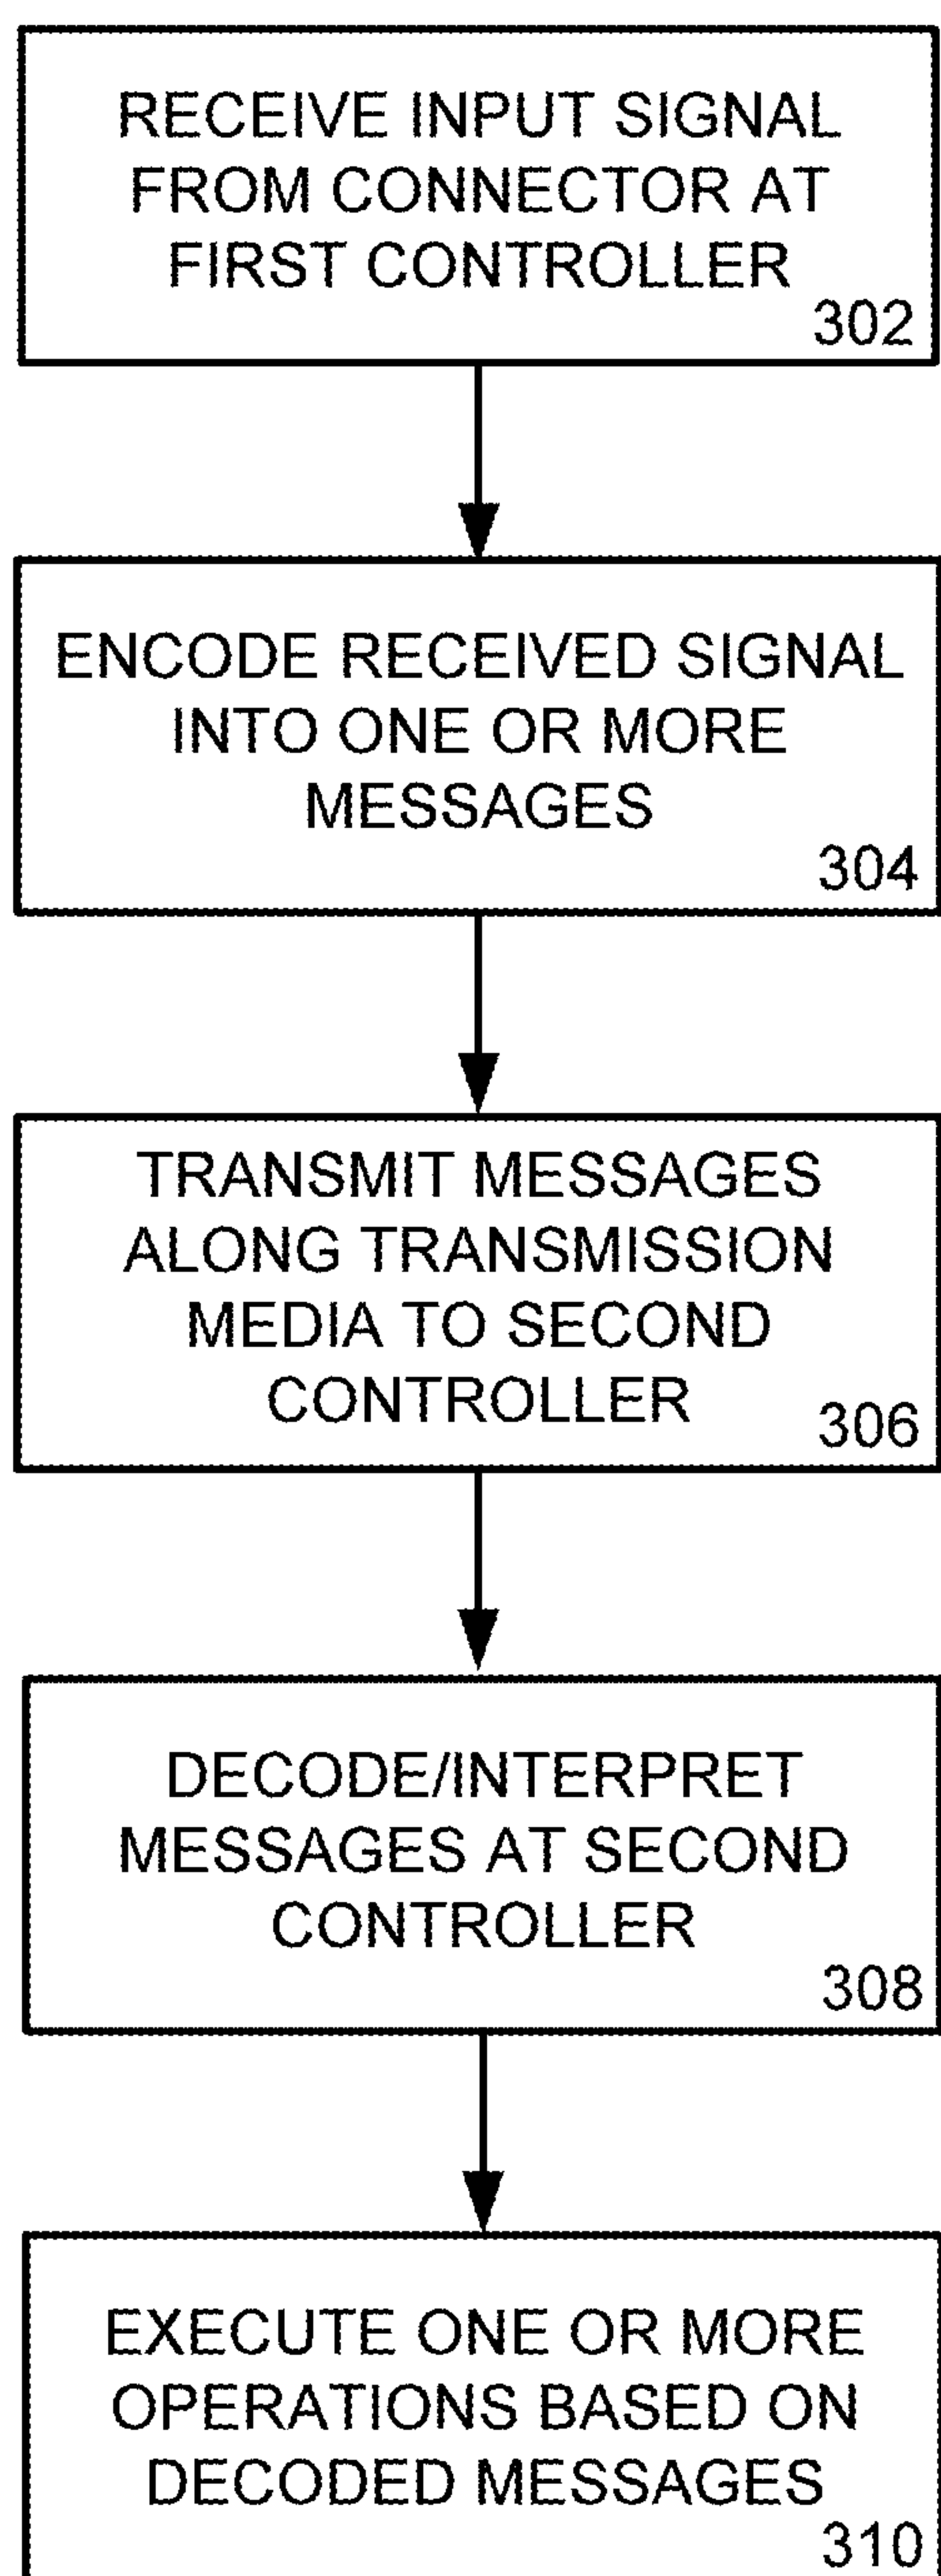 RECEIVE INPUT SIGNAL
FROM CONNECTOR AT
FIRST CONTROLLER
302
ENCODE RECEIVED SIGNAL
INTO ONE OR MORE
MESSAGES
304
TRANSMIT MESSAGES
ALONG TRANSMISSION
MEDIA TO SECOND
CONTROLLER
306
DECODE/INTERPRET
MESSAGES AT SECOND
CONTROLLER
308
EXECUTE ONE OR MORE
OPERATIONS BASED ON
DECODED MESSAGES
310